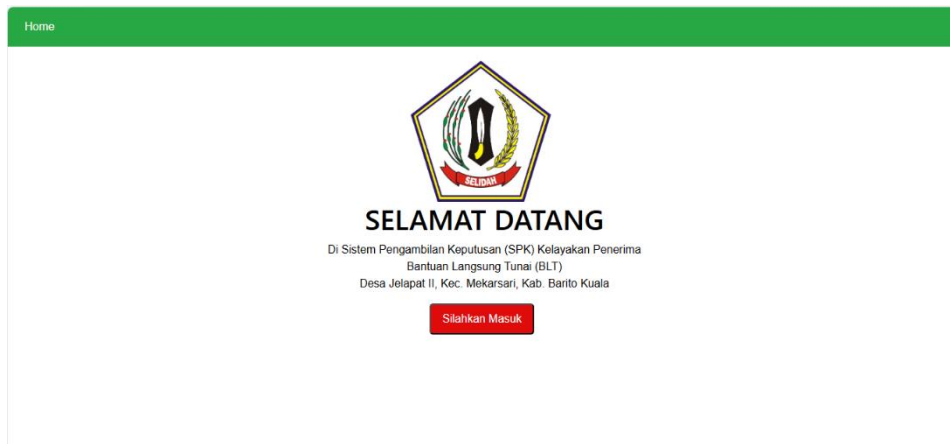 Home
SELIDAH
SELAMAT DATANG
Di Sistem Pengambilan Keputusan (SPK) Kelayakan Penerima
Bantuan Langsung Tunai (BLT)
Desa Jelapat II, Kec. Mekarsari, Kab. Barito Kuala
Silahkan Masuk